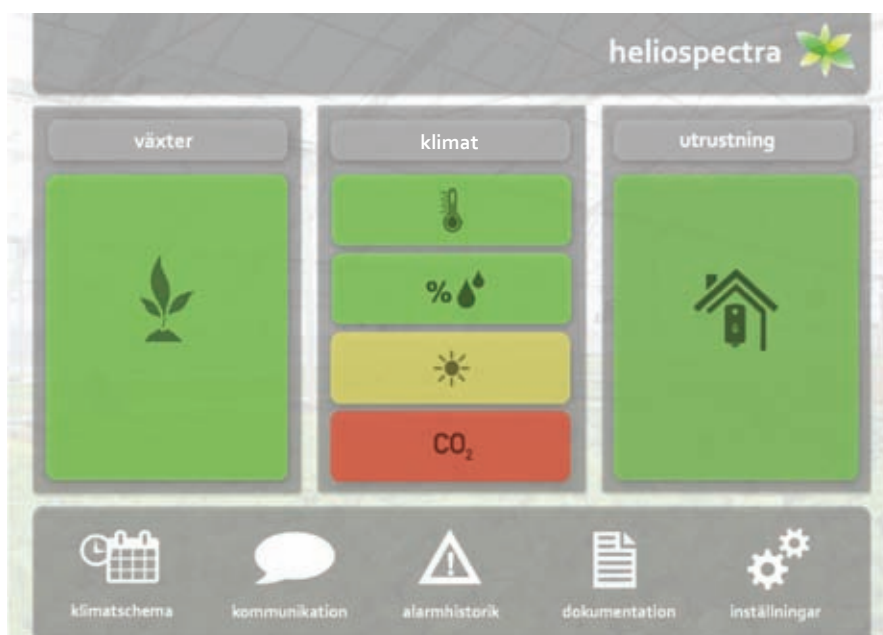 heliospectra
växter
klimat
utrustning
%
CO₂
klimatschema
kommunikation
alarmhistorik
dokumentation
inställningar